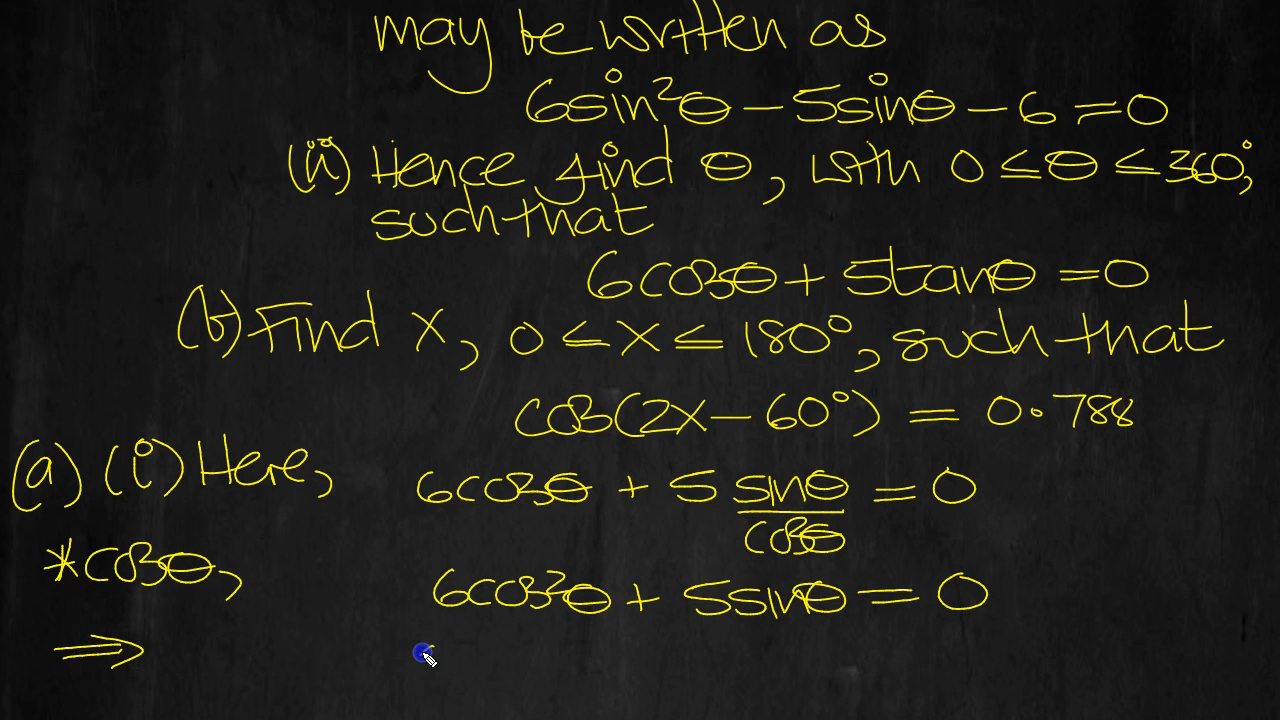 may be written as
6sin²θ − 5sinθ − 6 = 0
(ii) Hence find θ, with 0 ≤ θ ≤ 360°,
such that
6cosθ + 5tanθ = 0
(b) Find x, 0 ≤ x ≤ 180°, such that
cos(2x − 60°) = 0.788
(a) (i) Here, 6cosθ + 5 sinθ/cosθ = 0
*cosθ, 6cos²θ + 5sinθ = 0
⇒